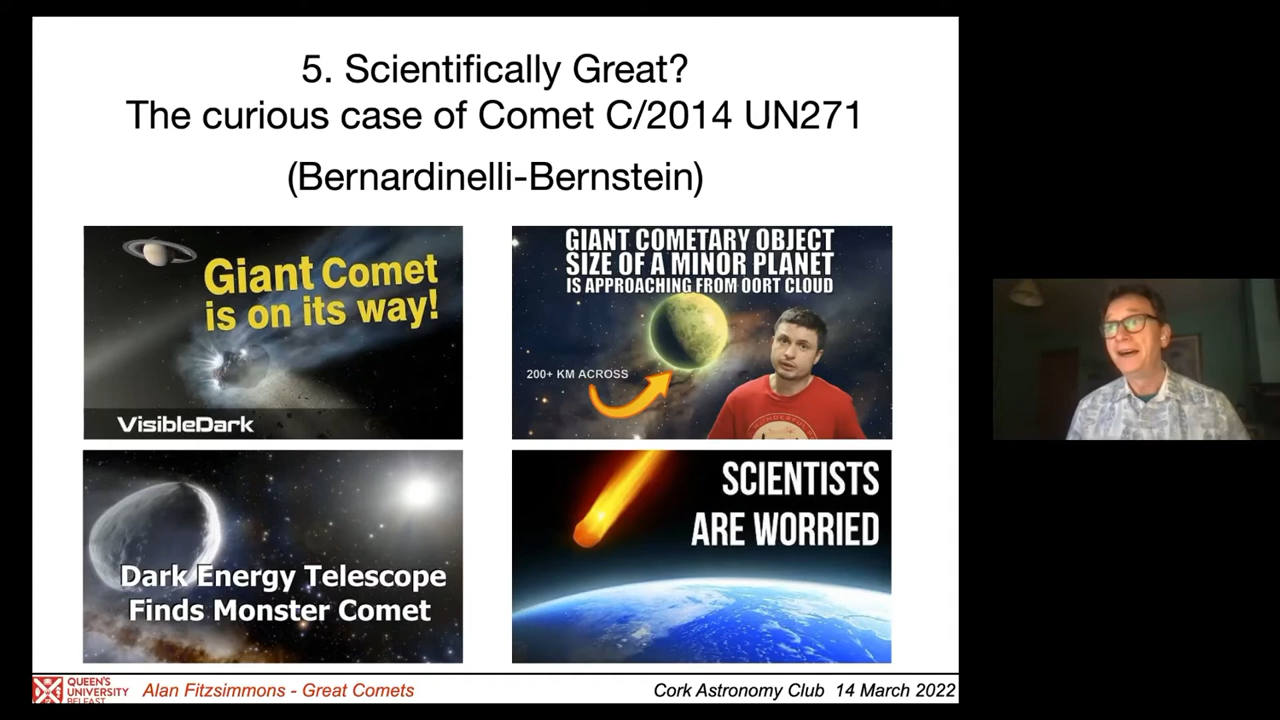 5. Scientifically Great?
The curious case of Comet C/2014 UN271
(Bernardinelli-Bernstein)
Giant Comet
is on its way!
VisibleDark
GIANT COMETARY OBJECT
SIZE OF A MINOR PLANET
IS APPROACHING FROM OORT CLOUD
200+ KM ACROSS
WONDERFUL
Dark Energy Telescope
Finds Monster Comet
SCIENTISTS
ARE WORRIED
QUEEN'S
UNIVERSITY
BELFAST
Alan Fitzsimmons - Great Comets
Cork Astronomy Club 14 March 2022